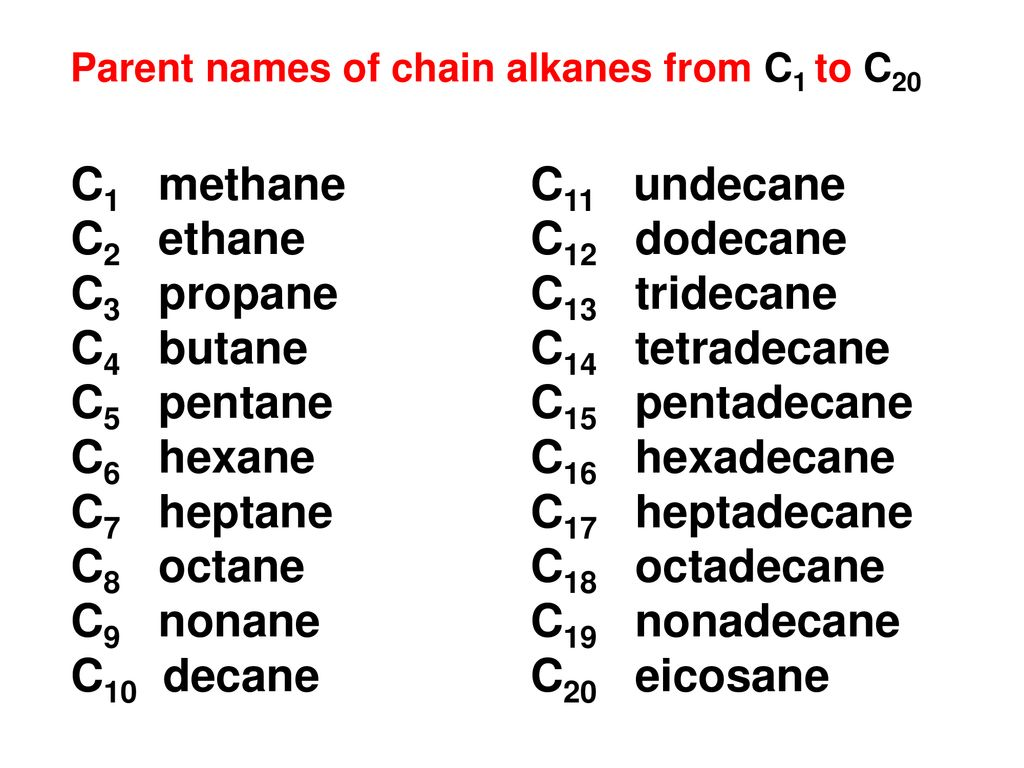 Parent names of chain alkanes from C₁ to C₂₀
C₁ methane
C₂ ethane
C₃ propane
C₄ butane
C₅ pentane
C₆ hexane
C₇ heptane
C₈ octane
C₉ nonane
C₁₀ decane
C₁₁ undecane
C₁₂ dodecane
C₁₃ tridecane
C₁₄ tetradecane
C₁₅ pentadecane
C₁₆ hexadecane
C₁₇ heptadecane
C₁₈ octadecane
C₁₉ nonadecane
C₂₀ eicosane